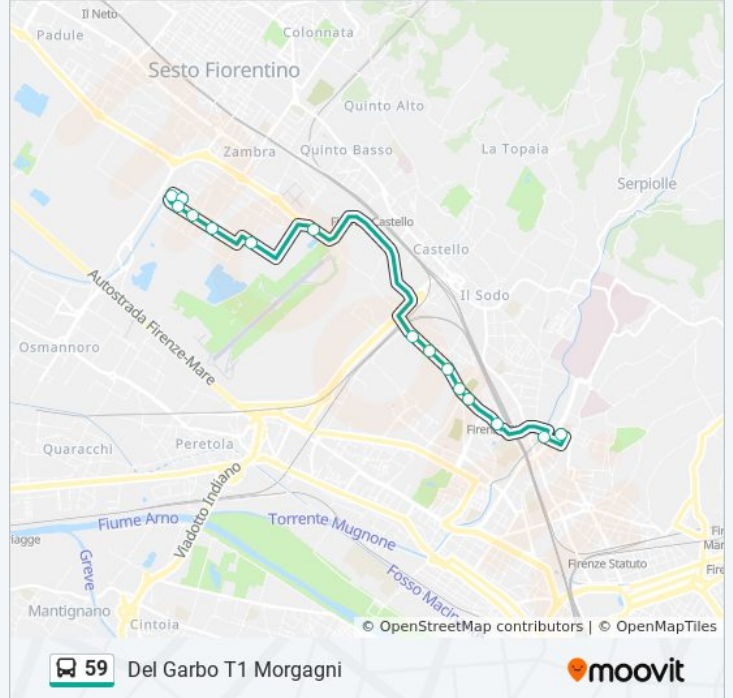 Il Neto
Padule
Colonnata
Sesto Fiorentino
Quinto Alto
Zambra
Quinto Basso
La Topaia
Serpiolle
Castello
Castello
Il Sodo
Autostrada Firenze-Mare
Osmannoro
Quaracchi
Peretola
Viadotto Indiano
Fiume Arno
Torrente Mugnone
Greve
Firenze Statuto
Mantignano
Cintoia
© OpenStreetMap contributors | © OpenMapTiles
59 Del Garbo T1 Morgagni
moovit